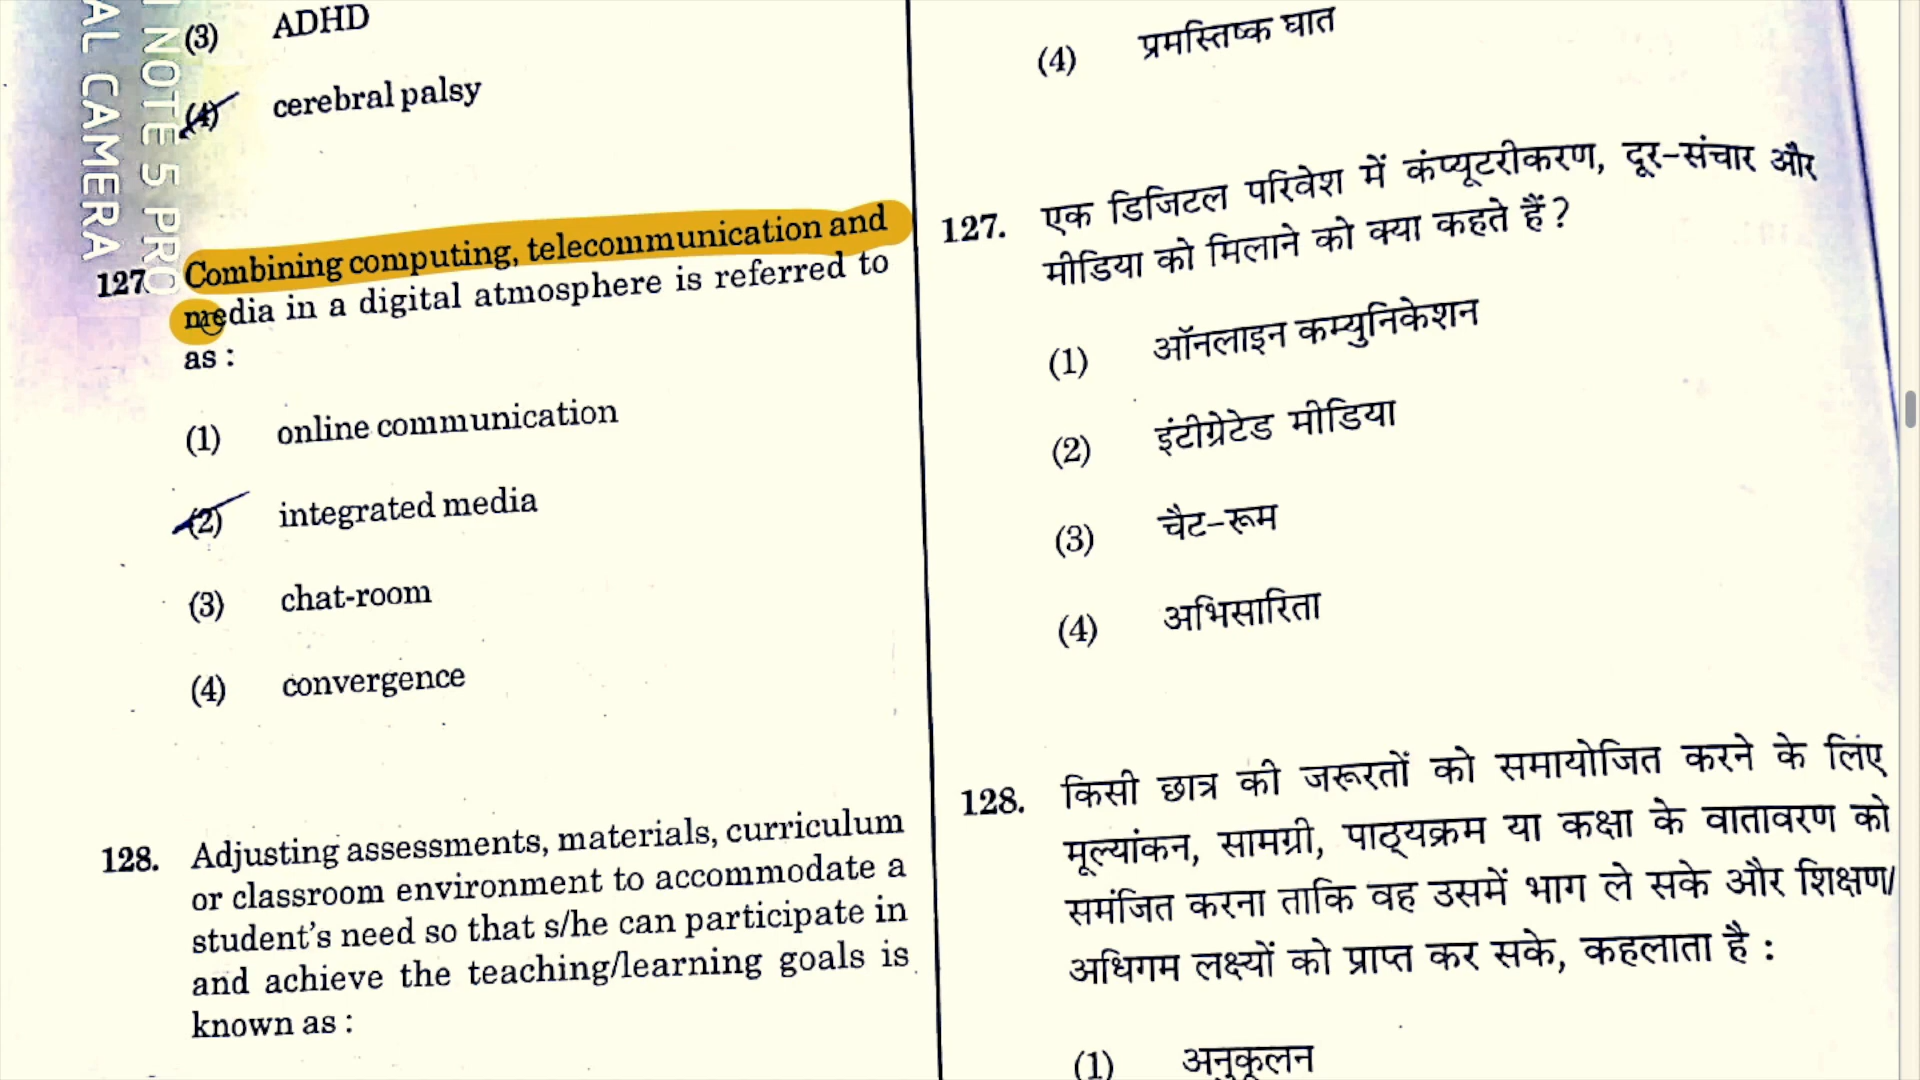 NOTE 5 PRO
AL CAMERA
(3) ADHD
(4) cerebral palsy
127. Combining computing, telecommunication and
media in a digital atmosphere is referred to
as :
(1) online communication
(2) integrated media
(3) chat-room
(4) convergence
128. Adjusting assessments, materials, curriculum
or classroom environment to accommodate a
student's need so that s/he can participate in
and achieve the teaching/learning goals is
known as :
(4) प्रमस्तिष्क घात
127. एक डिजिटल परिवेश में कंप्यूटरीकरण, दूर-संचार और
मीडिया को मिलाने को क्या कहते हैं ?
(1) ऑनलाइन कम्युनिकेशन
(2) इंटीग्रेटेड मीडिया
(3) चैट-रूम
(4) अभिसारिता
128. किसी छात्र की जरूरतों को समायोजित करने के लिए
मूल्यांकन, सामग्री, पाठ्यक्रम या कक्षा के वातावरण को
समंजित करना ताकि वह उसमें भाग ले सके और शिक्षण/
अधिगम लक्ष्यों को प्राप्त कर सके, कहलाता है :
(1) अनुकूलन